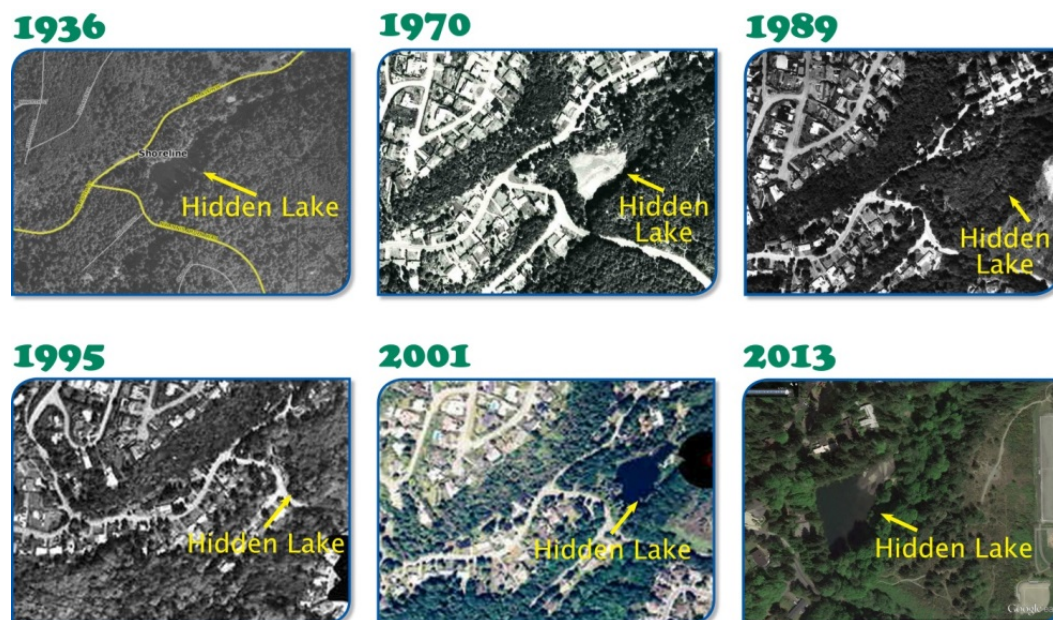 1936
1970
1989
Shoreline
Hidden Lake
Hidden
Lake
Hidden
Lake
1995
2001
2013
Hidden Lake
Hidden Lake
Hidden Lake
Google